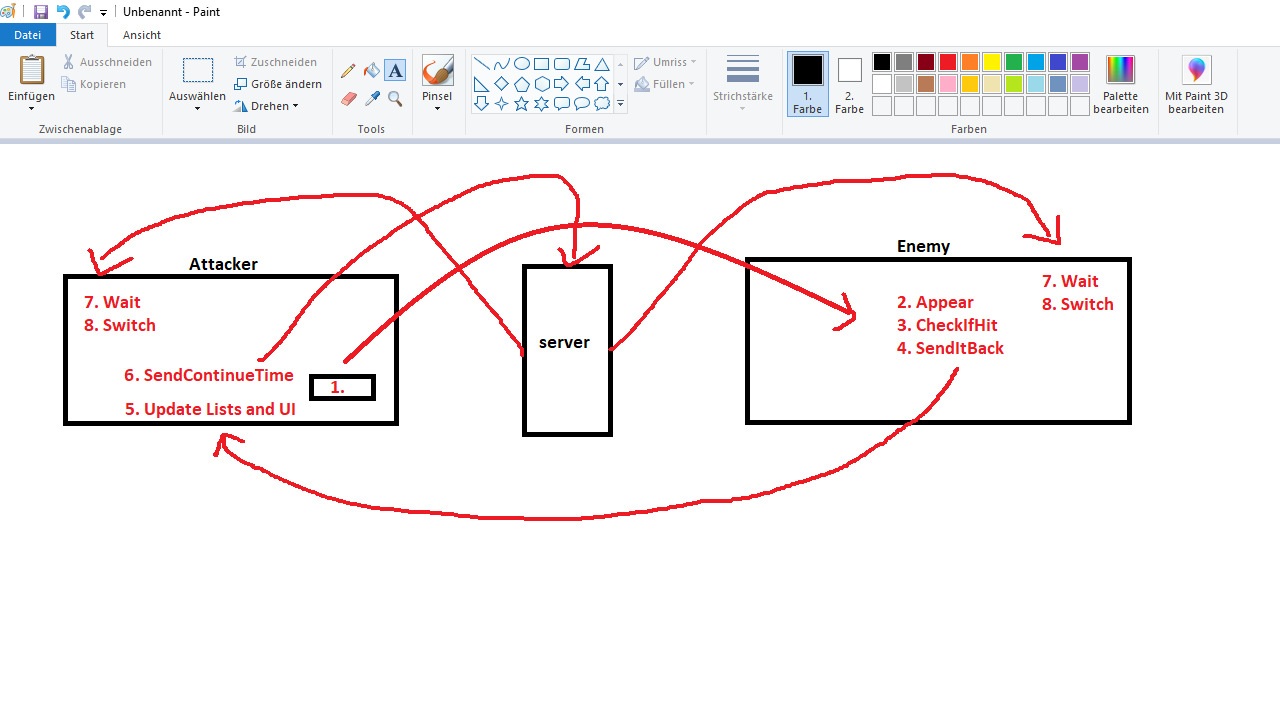 Unbenannt - Paint
Datei
Start
Ansicht
Einfügen
Ausschneiden
Kopieren
Zwischenablage
Auswählen
Zuschneiden
Größe ändern
Drehen
Bild
A
Tools
Pinsel
Umriss
Füllen
Formen
Strichstärke
1.
Farbe
2.
Farbe
Palette
bearbeiten
Farben
Mit Paint 3D
bearbeiten
Attacker
7. Wait
8. Switch
6. SendContinueTime
1.
5. Update Lists and UI
server
Enemy
2. Appear
3. CheckIfHit
4. SendItBack
7. Wait
8. Switch